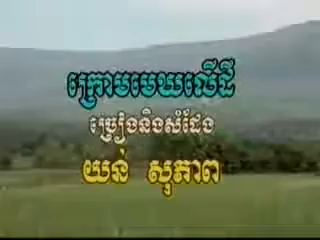 ក្រោមមេឃលើដី
ច្រៀងនិងសំដែង
យន់ សុភាព